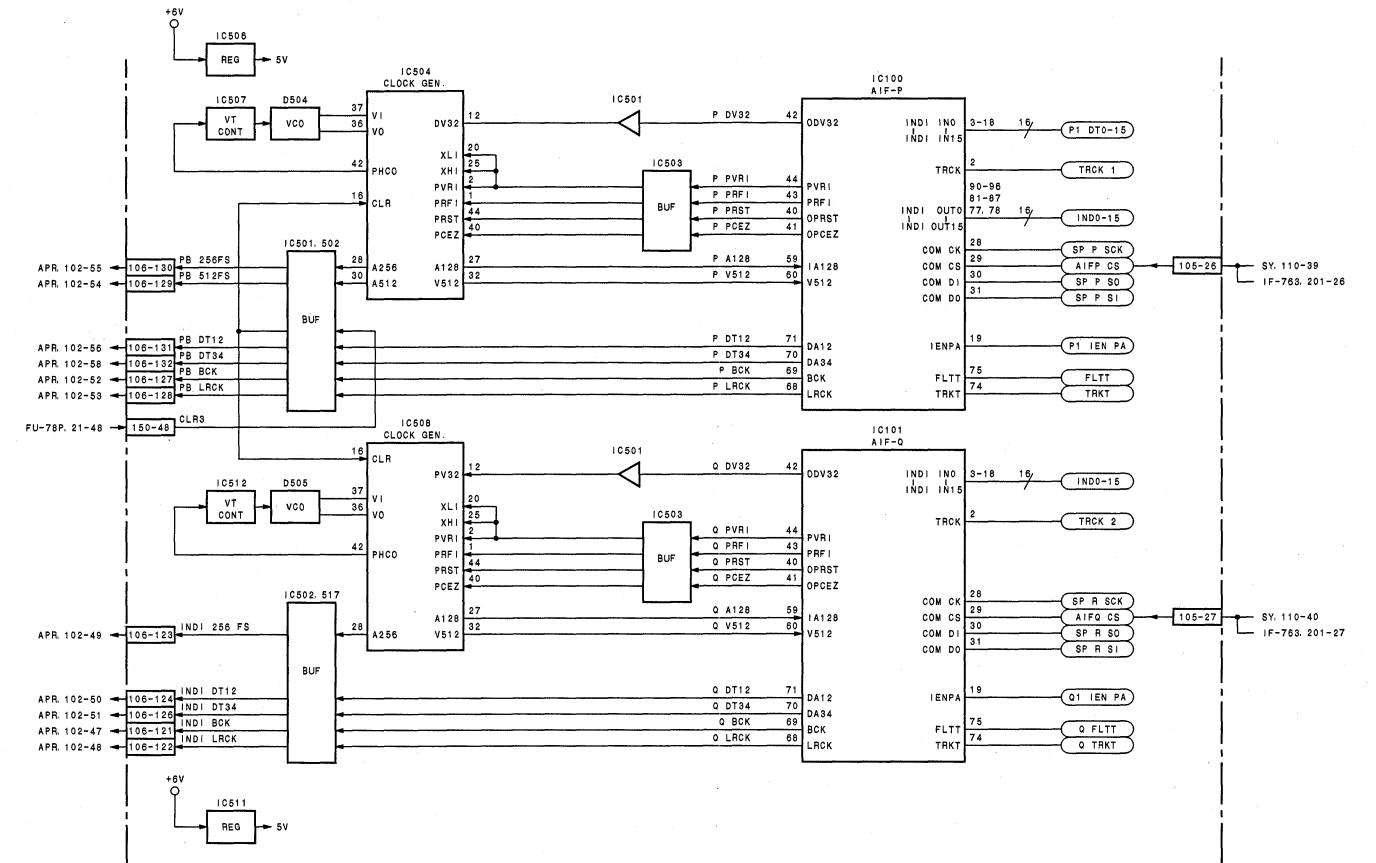 +6V
IC506
REG
5V
IC507
VT
CONT
D504
VCO
IC504
CLOCK GEN.
37
VI
36
VO
42
PHCO
16
CLR
28
A256
30
A512
DV32
12
XLI
20
XHI
25
PVRI
2
PRFI
1
PRST
44
PCEZ
40
A128
27
V512
32
IC501
IC503
BUF
P DV32
42
P PVRI
44
P PRFI
43
P PRST
40
P PCEZ
41
P A128
59
P V512
60
P DT12
71
P DT34
70
P BCK
69
P LRCK
68
IC100
AIF-P
ODV32
PVRI
PRFI
OPRST
OPCEZ
IA128
V512
DA12
DA34
BCK
LRCK
INDI IN0
INDI IN15
3-18
16
P1 DT0-15
TRCK
2
TRCK 1
90-96
81-87
INDI OUT0
77, 78
16
INDI OUT15
IND0-15
COM CK
28
SP P SCK
COM CS
29
AIFP CS
105-26
SY. 110-39
IF-763. 201-26
COM DI
30
SP P SO
COM DO
31
SP P SI
IENPA
19
P1 IEN PA
FLTT
75
FLTT
TRKT
74
TRKT
IC501, 502
BUF
APR. 102-55
106-130
PB 256FS
APR. 102-54
106-129
PB 512FS
APR. 102-56
106-131
PB DT12
APR. 102-58
106-132
PB DT34
APR. 102-52
106-127
PB BCK
APR. 102-53
106-128
PB LRCK
FU-78P. 21-48
150-48
CLR3
IC508
CLOCK GEN.
16
CLR
IC512
VT
CONT
D505
VCO
37
VI
36
VO
42
PHCO
28
A256
PV32
12
XLI
20
XHI
25
PVRI
2
PRFI
1
PRST
44
PCEZ
40
A128
27
V512
32
IC501
IC503
BUF
Q DV32
42
Q PVRI
44
Q PRFI
43
Q PRST
40
Q PCEZ
41
Q A128
59
Q V512
60
Q DT12
71
Q DT34
70
Q BCK
69
Q LRCK
68
IC101
AIF-Q
ODV32
PVRI
PRFI
OPRST
OPCEZ
IA128
V512
DA12
DA34
BCK
LRCK
INDI IN0
INDI IN15
3-18
16
IND0-15
TRCK
2
TRCK 2
COM CK
28
SP R SCK
COM CS
29
AIFQ CS
105-27
SY. 110-40
IF-763. 201-27
COM DI
30
SP R SO
COM DO
31
SP R SI
IENPA
19
Q1 IEN PA
FLTT
75
Q FLTT
TRKT
74
Q TRKT
IC502, 517
BUF
APR. 102-49
106-123
INDI 256 FS
APR. 102-50
106-124
INDI DT12
APR. 102-51
106-126
INDI DT34
APR. 102-47
106-121
INDI BCK
APR. 102-48
106-122
INDI LRCK
+6V
IC511
REG
5V